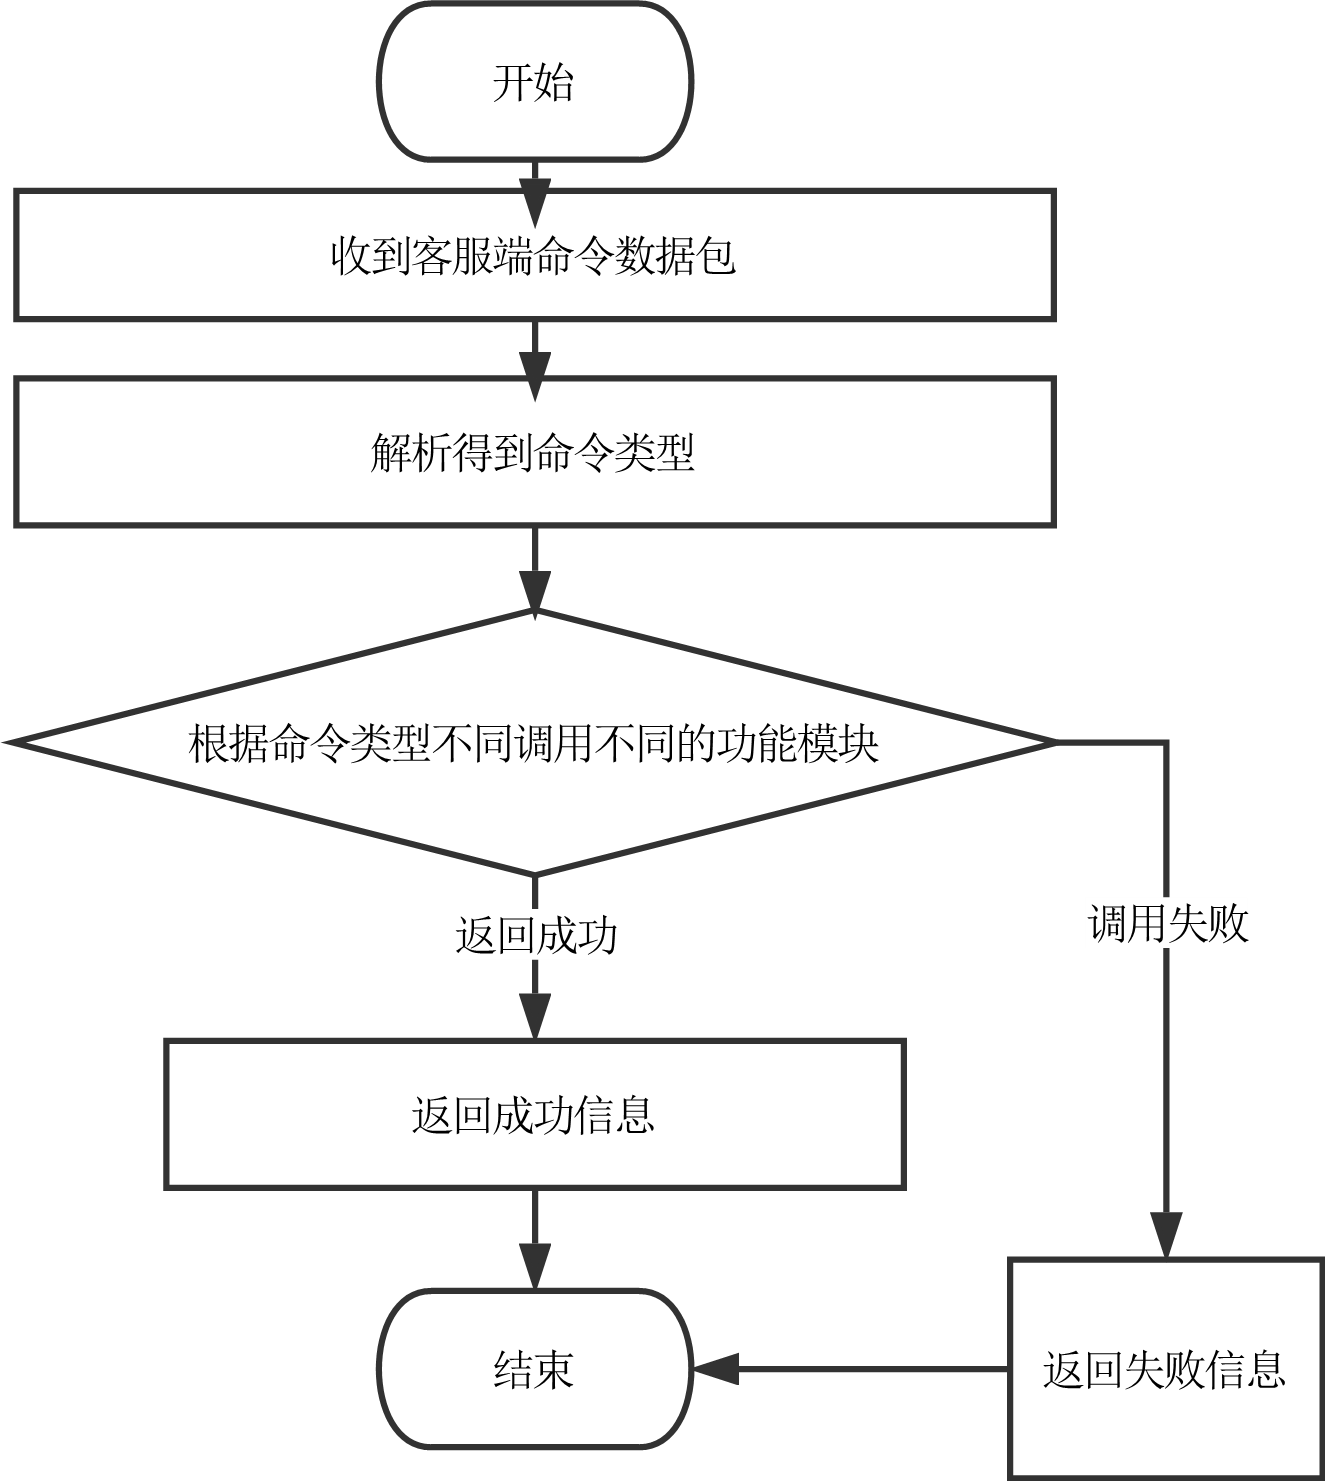 开始
收到客服端命令数据包
解析得到命令类型
根据命令类型不同调用不同的功能模块
返回成功
调用失败
返回成功信息
结束
返回失败信息